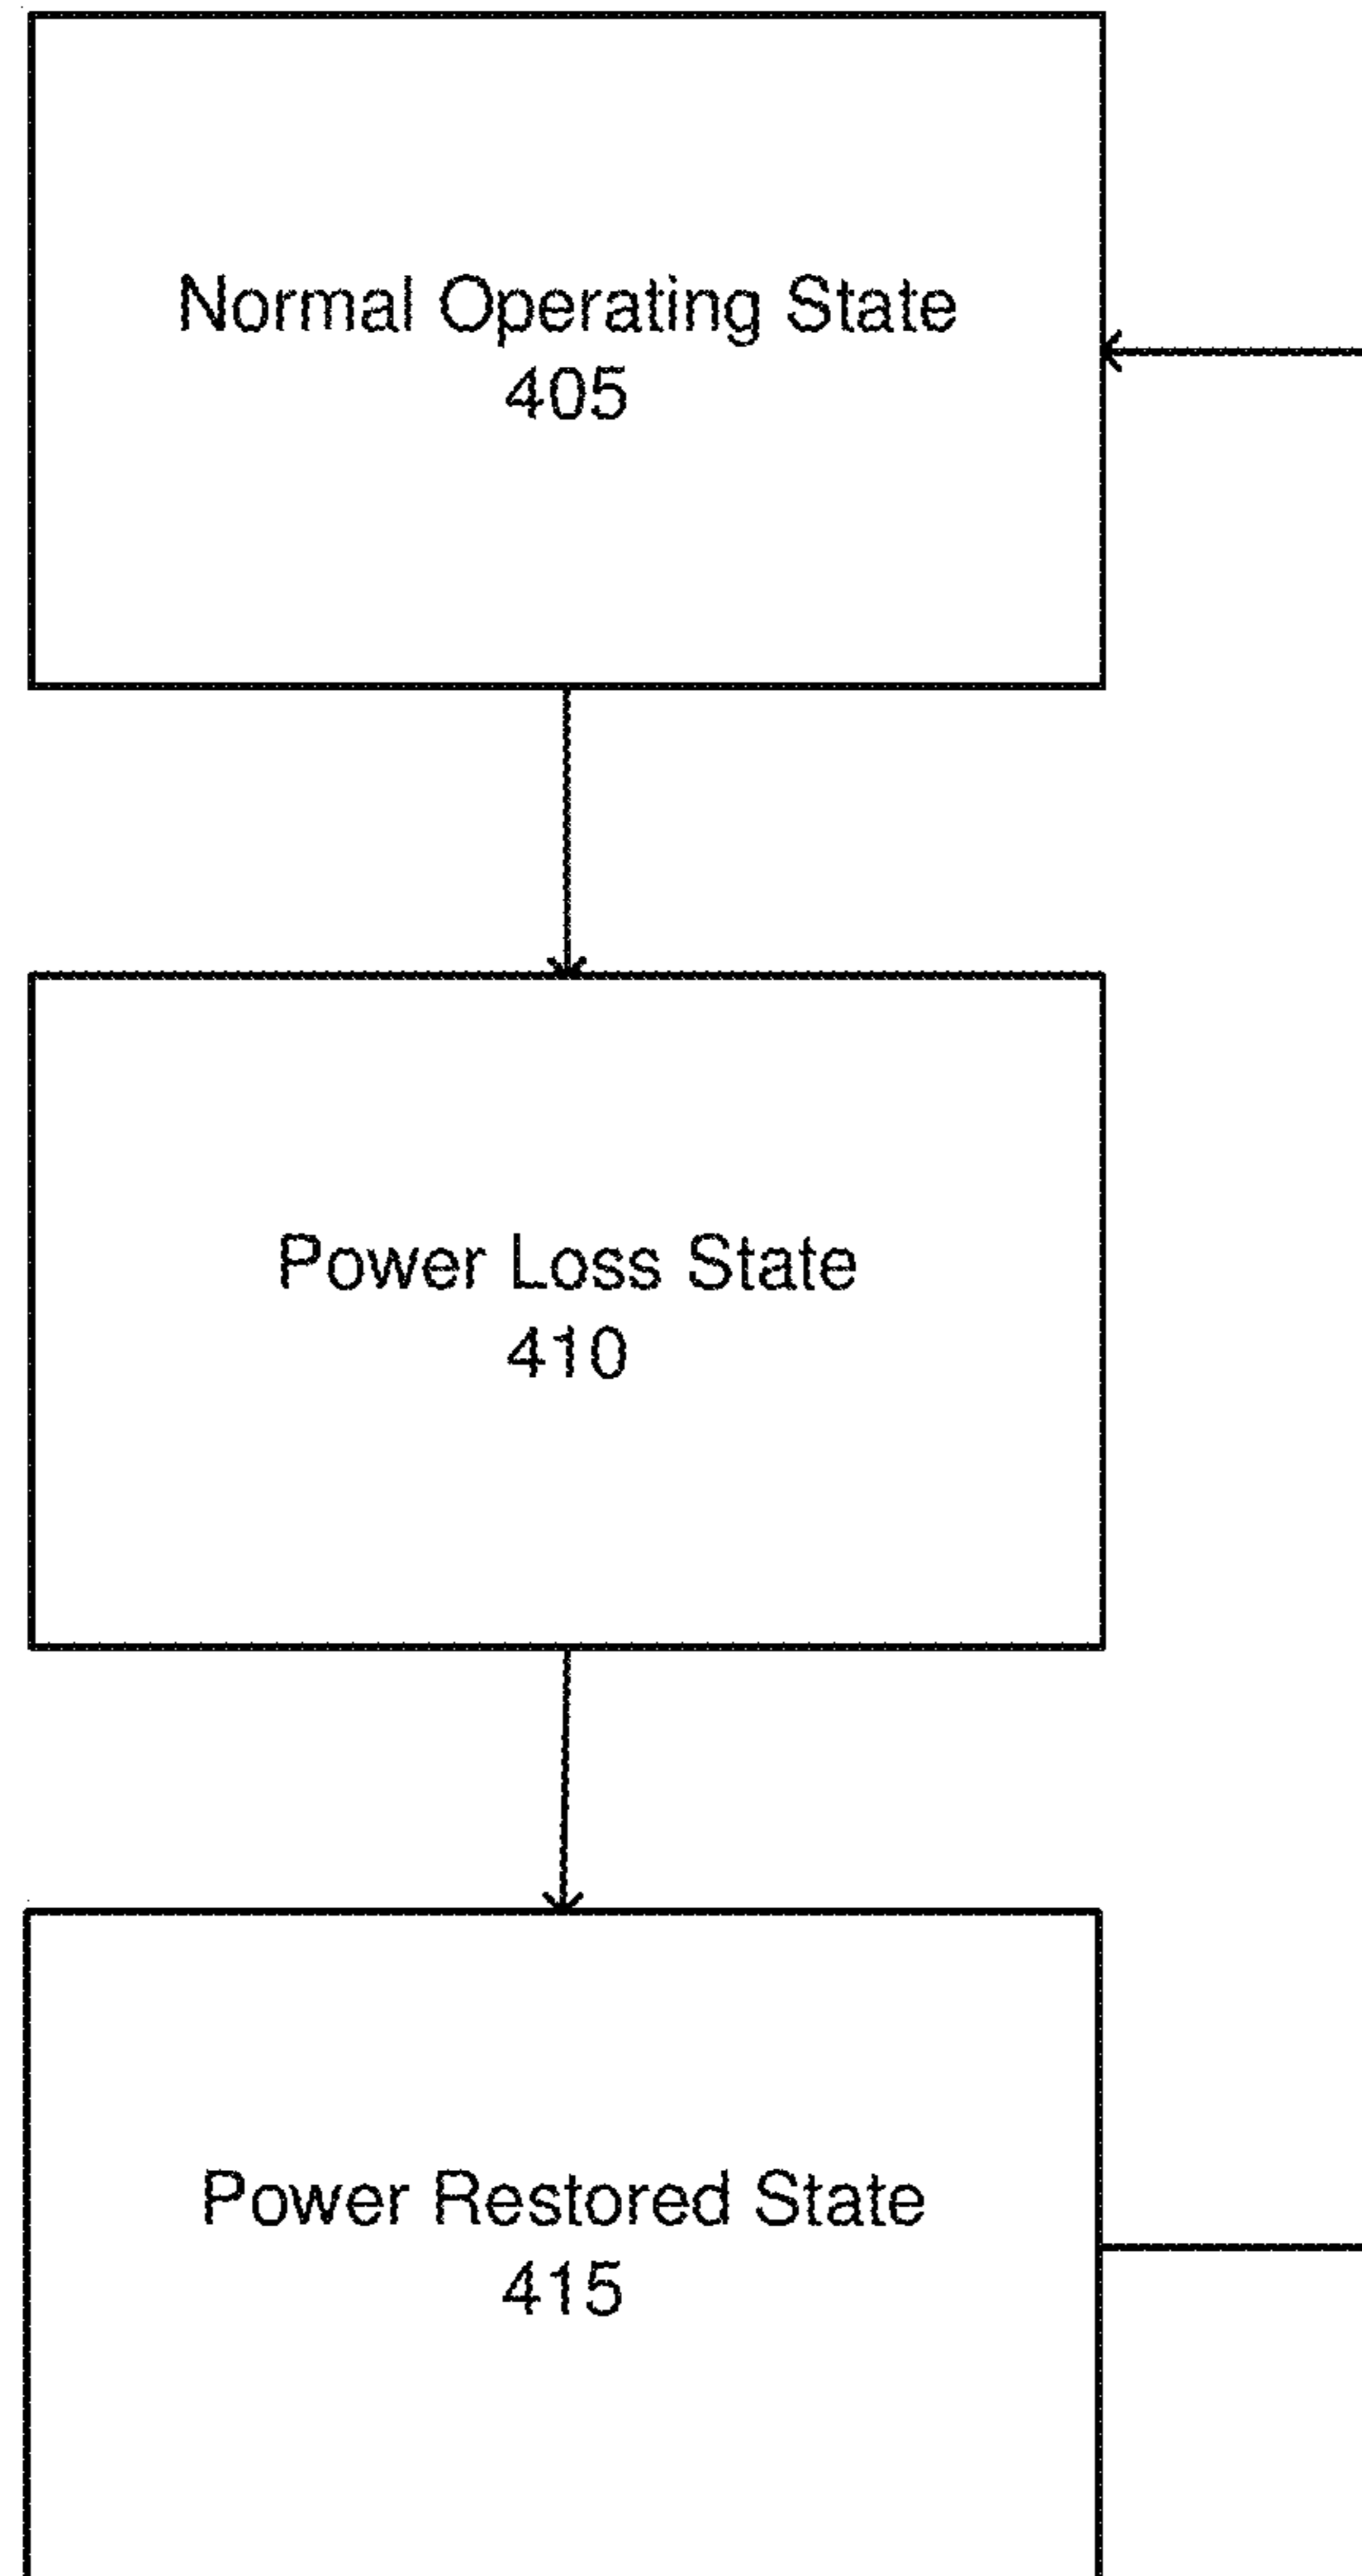 Normal Operating State
405
Power Loss State
410
Power Restored State
415